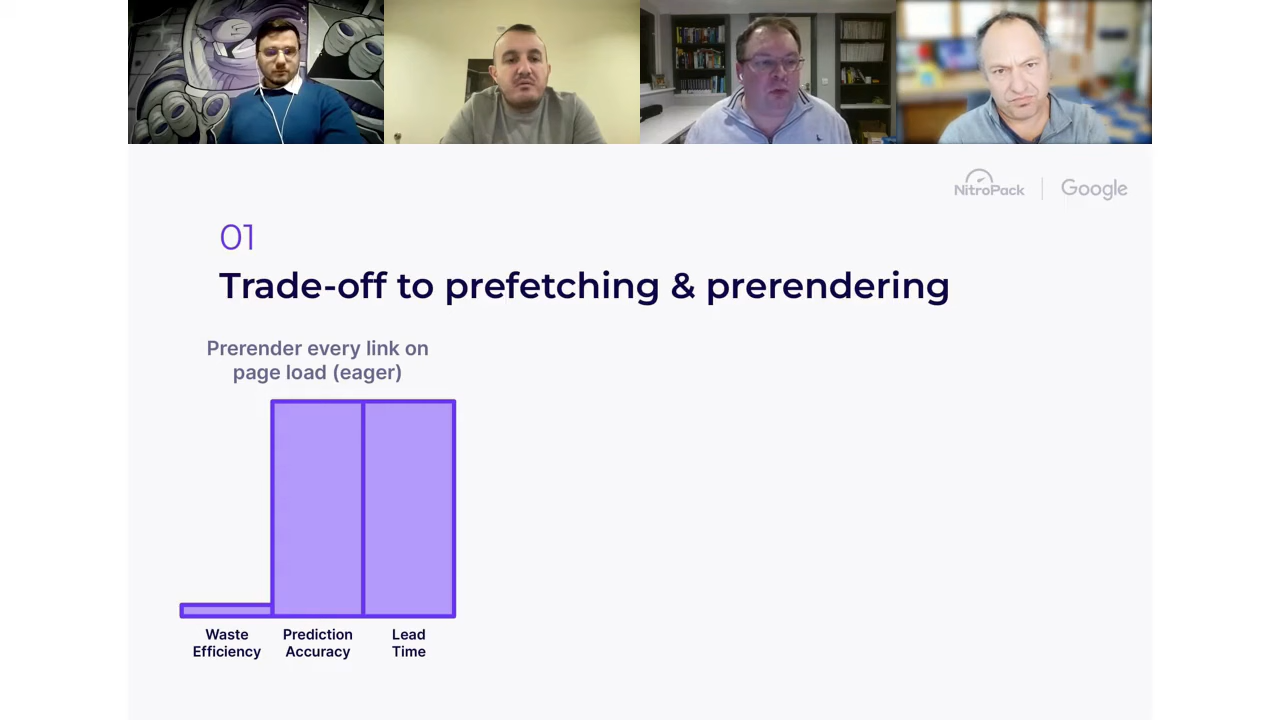 NitroPack
Google
01
Trade-off to prefetching & prerendering
Prerender every link on
page load (eager)
Waste
Efficiency
Prediction
Accuracy
Lead
Time